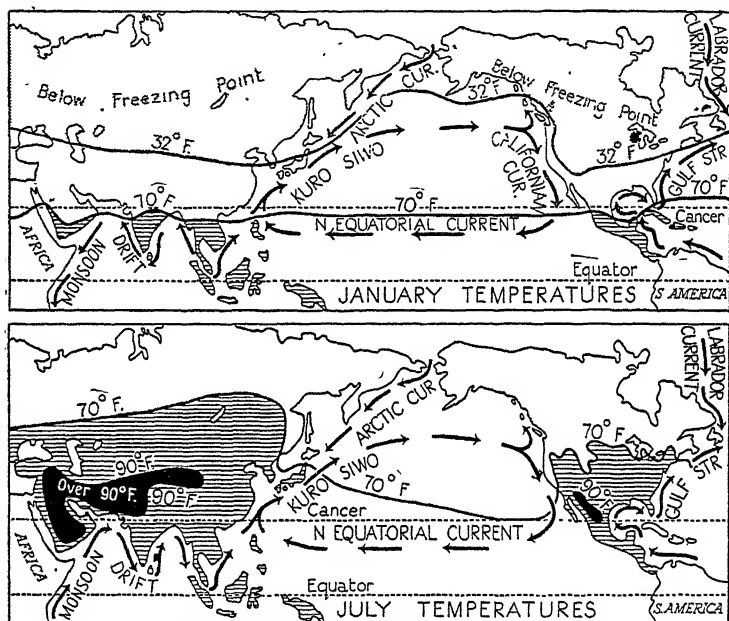 LABRADOR
CURRENT
Below Freezing
Point
ARCTIC CUR.
Below
Freezing
Point
32° F.
32° F
32° F
KURO SIWO
CALIFORNIAN
CUR.
GULF STR
70° F.
70° F
70° F
Cancer
N EQUATORIAL CURRENT
AFRICA
MONSOON
DRIFT
Equator
JANUARY TEMPERATURES
S. AMERICA
LABRADOR
CURRENT
70° F.
ARCTIC CUR
70° F
90° F.
Over 90° F.
90° F.
KURO SIWO
70° F
90° F
GULF
STR
Cancer
N EQUATORIAL CURRENT
AFRICA
MONSOON
DRIFT
Equator
JULY TEMPERATURES
S. AMERICA